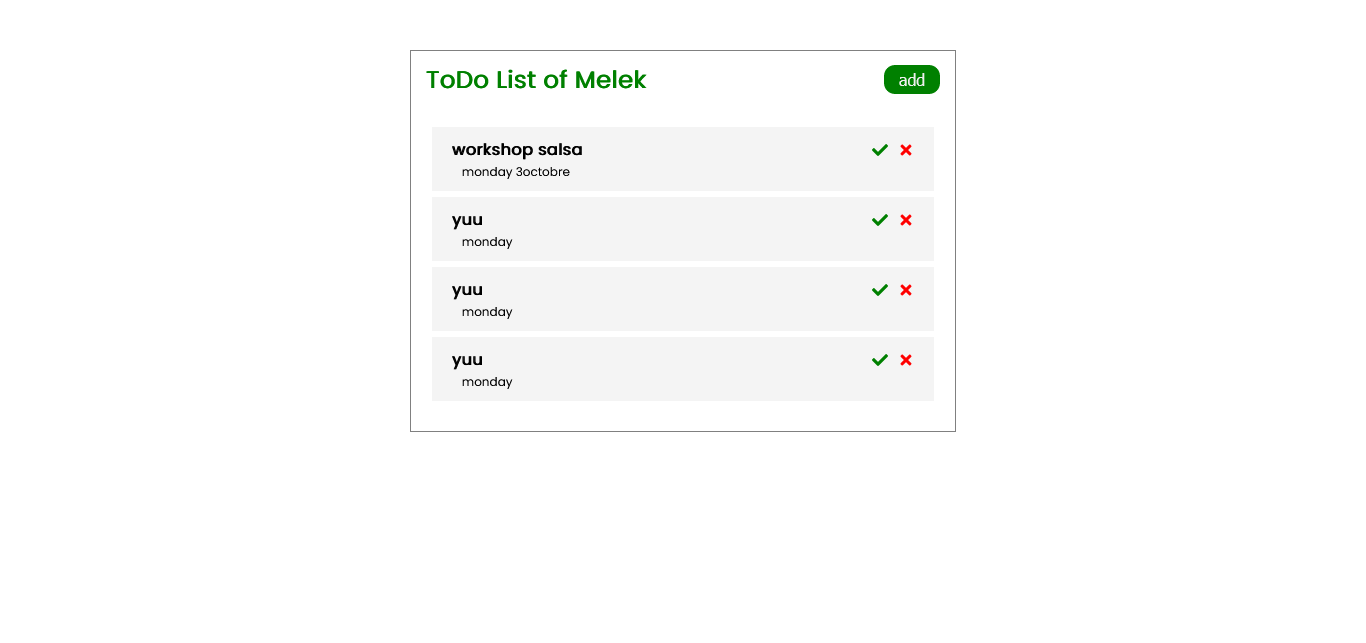 ToDo List of Melek
add
workshop salsa
monday 3octobre
yuu
monday
yuu
monday
yuu
monday